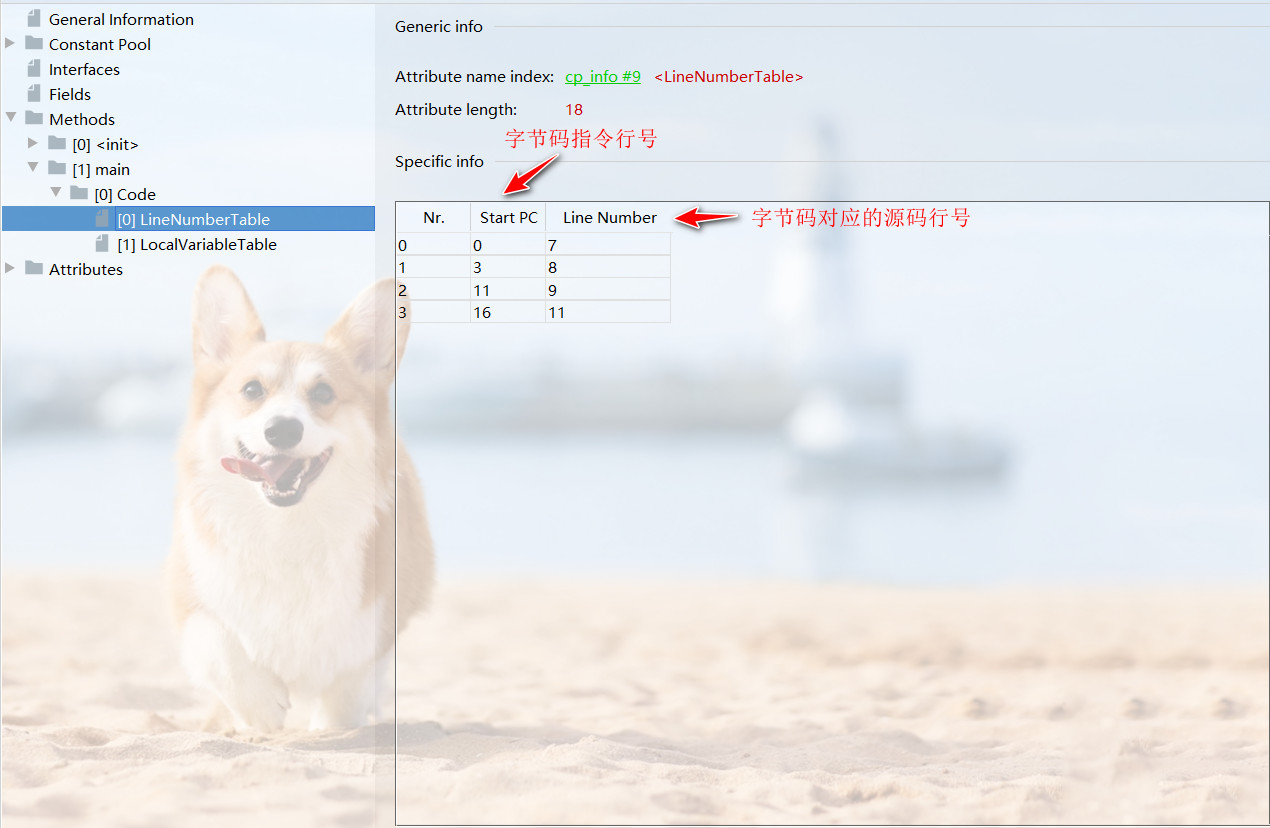 General Information
Constant Pool
Interfaces
Fields
Methods
[0] <init>
[1] main
[0] Code
[0] LineNumberTable
[1] LocalVariableTable
Attributes
Generic info
Attribute name index: cp_info #9 <LineNumberTable>
Attribute length: 18
字节码指令行号
Specific info
Nr. Start PC Line Number 字节码对应的源码行号
0 0 7
1 3 8
2 11 9
3 16 11